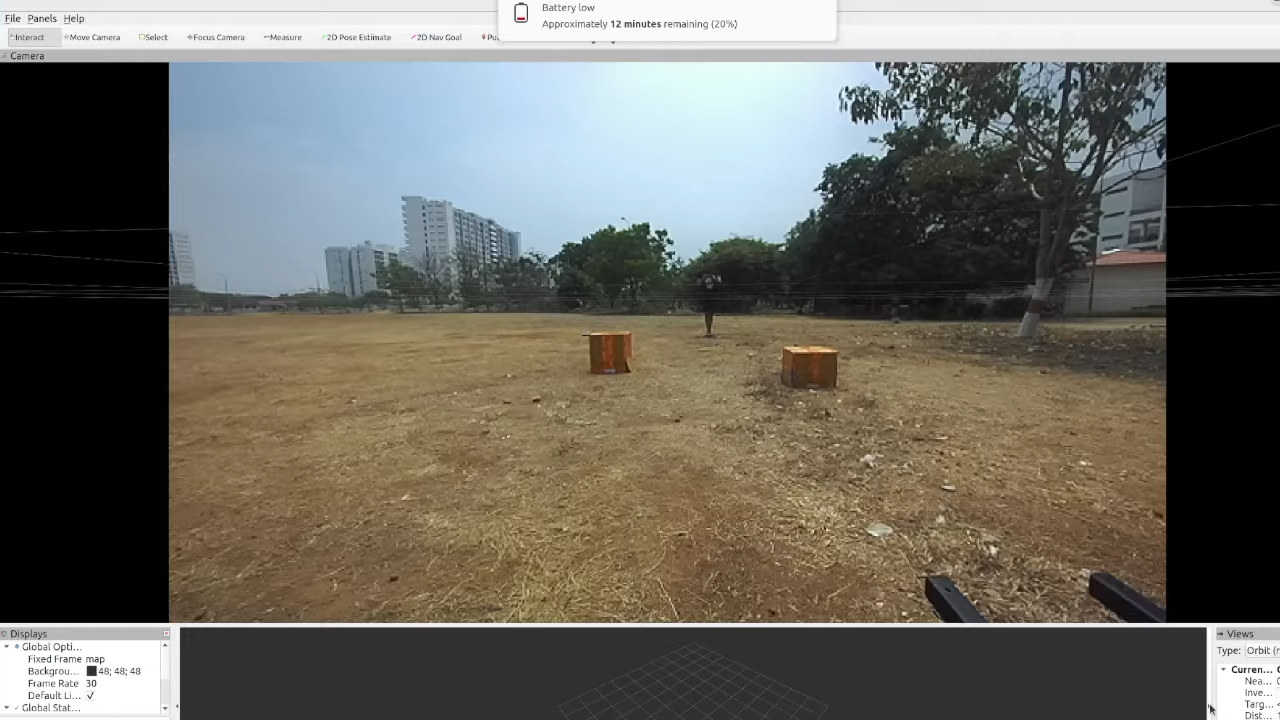 Battery low
Approximately 12 minutes remaining (20%)
File Panels Help
Interact Move Camera Select Focus Camera Measure 2D Pose Estimate 2D Nav Goal
Camera
Displays
Global Opti...
Fixed Frame map
Backgrou... 48; 48; 48
Frame Rate 30
Default Li... ✓
Global Stat...
Views
Type: Orbit (r
Curren...
Nea...
Inve...
Targ...
Dist...